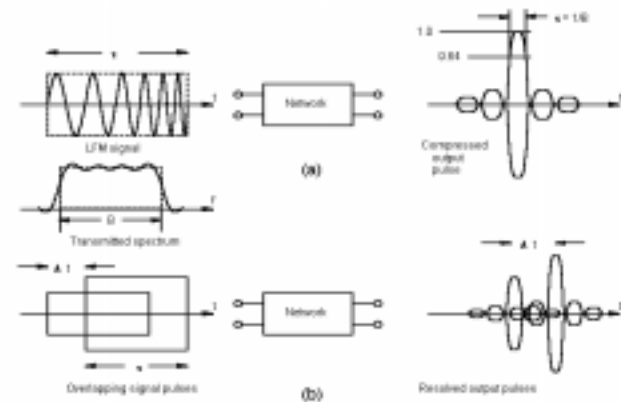 1.0
0.64
t
Network
t
LFM signal
Compressed
output
pulse
(a)
f
B
Transmitted spectrum
Δ t
Δ t
t
Network
t
Overlapping signal pulses
(b)
Resolved output pulses